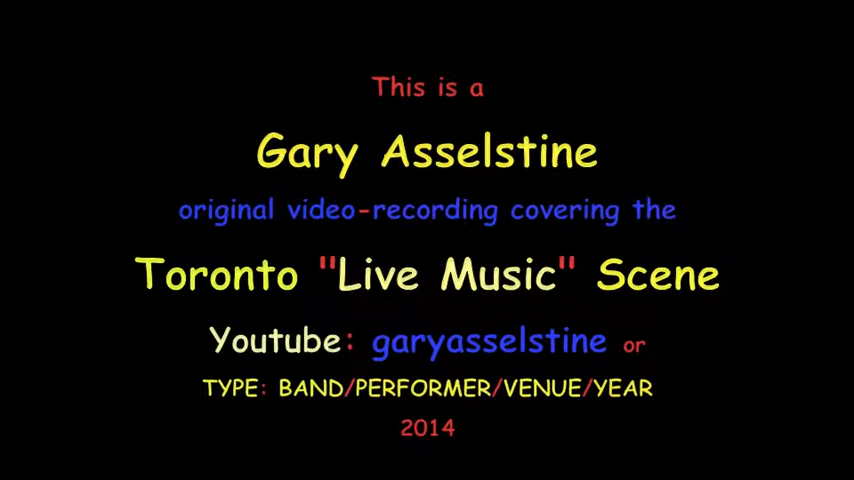 This is a
Gary Asselstine
original video-recording covering the
Toronto "Live Music" Scene
Youtube: garyasselstine or
TYPE: BAND/PERFORMER/VENUE/YEAR
2014